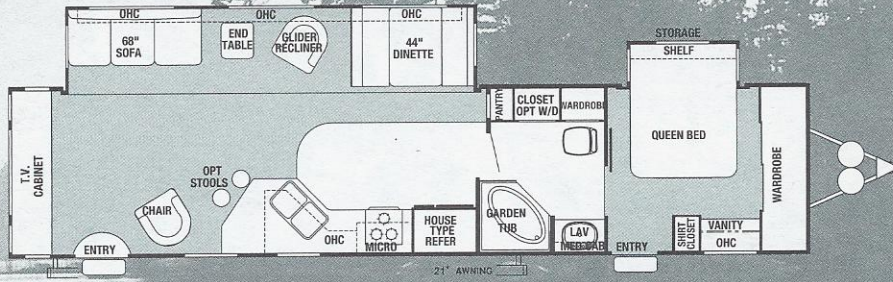 OHC
OHC
OHC
68"
SOFA
END
TABLE
GLIDER
RECLINER
44"
DINETTE
STORAGE
SHELF
PANTRY
CLOSET
OPT W/D
WARDROBE
QUEEN BED
WARDROBE
T.V.
CABINET
OPT
STOOLS
CHAIR
GARDEN
TUB
HOUSE
TYPE
REFER
LAV
MED CAB
SHIRT
CLOSET
VANITY
OHC
OHC
MICRO
ENTRY
ENTRY
21' AWNING